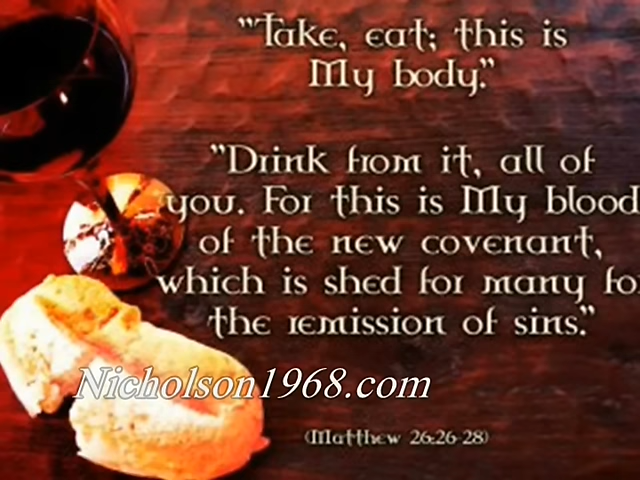 "Take, eat; this is
My body."
"Drink from it, all of
you. For this is My blood
of the new covenant,
which is shed for many fo
the remission of sins."
Nicholson1968.com
(Matthew 26:26-28)